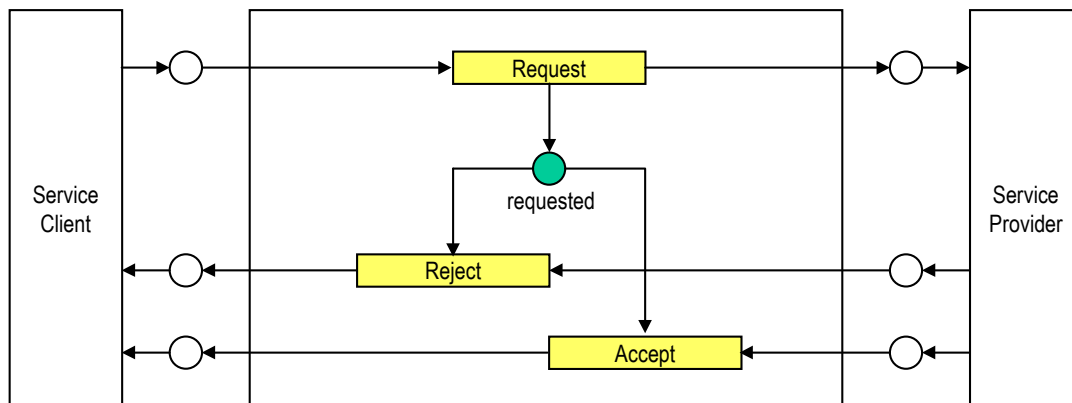 Request
requested
Service
Client
Service
Provider
Reject
Accept